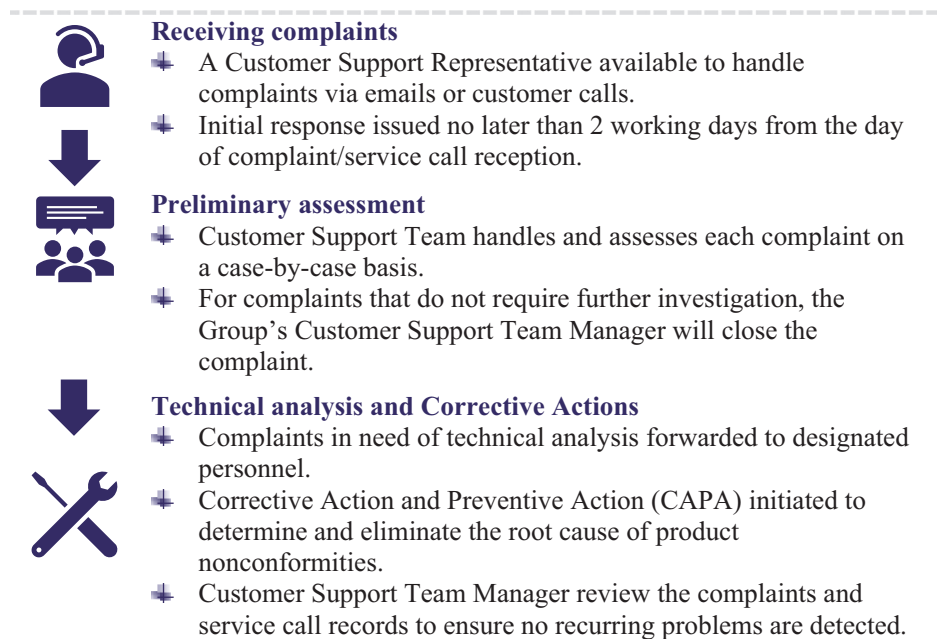 Receiving complaints
A Customer Support Representative available to handle
complaints via emails or customer calls.
Initial response issued no later than 2 working days from the day
of complaint/service call reception.
Preliminary assessment
Customer Support Team handles and assesses each complaint on
a case-by-case basis.
For complaints that do not require further investigation, the
Group’s Customer Support Team Manager will close the
complaint.
Technical analysis and Corrective Actions
Complaints in need of technical analysis forwarded to designated
personnel.
Corrective Action and Preventive Action (CAPA) initiated to
determine and eliminate the root cause of product
nonconformities.
Customer Support Team Manager review the complaints and
service call records to ensure no recurring problems are detected.